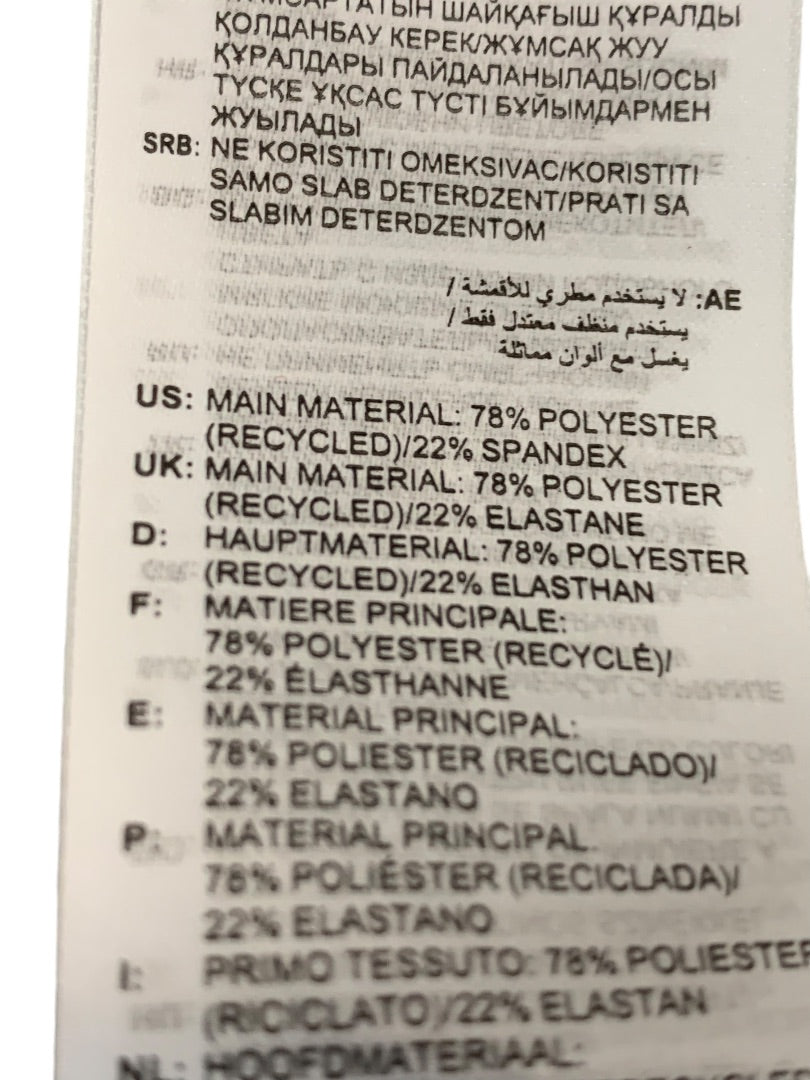 ШАЙҚАҒЫШ ҚҰРАЛДЫ
ҚОЛДАНБАУ КЕРЕК/ЖҰМСАҚ ЖУУ
ҚҰРАЛДАРЫ ПАЙДАЛАНЫЛАДЫ/ОСЫ
ТҮСКЕ ҰҚСАС ТҮСТІ БҰЙЫМДАРМЕН
ЖУЫЛАДЫ
SRB: NE KORISTITI OMEKSIVAC/KORISTITI
SAMO SLAB DETERDZENT/PRATI SA
SLABIM DETERDZENTOM
AE: لا يستخدم مطري للأقمشة /
يستخدم منظف معتدل فقط /
يغسل مع ألوان مماثلة
US: MAIN MATERIAL: 78% POLYESTER
(RECYCLED)/22% SPANDEX
UK: MAIN MATERIAL: 78% POLYESTER
(RECYCLED)/22% ELASTANE
D: HAUPTMATERIAL: 78% POLYESTER
(RECYCLED)/22% ELASTHAN
F: MATIERE PRINCIPALE:
78% POLYESTER (RECYCLÉ)/
22% ÉLASTHANNE
E: MATERIAL PRINCIPAL:
78% POLIESTER (RECICLADO)/
22% ELASTANO
P: MATERIAL PRINCIPAL
78% POLIÉSTER (RECICLADA)/
22% ELASTANO
I: PRIMO TESSUTO: 78% POLIESTER
(RICICLATO)/22% ELASTAN
NL: HOOFDMATERIAAL: